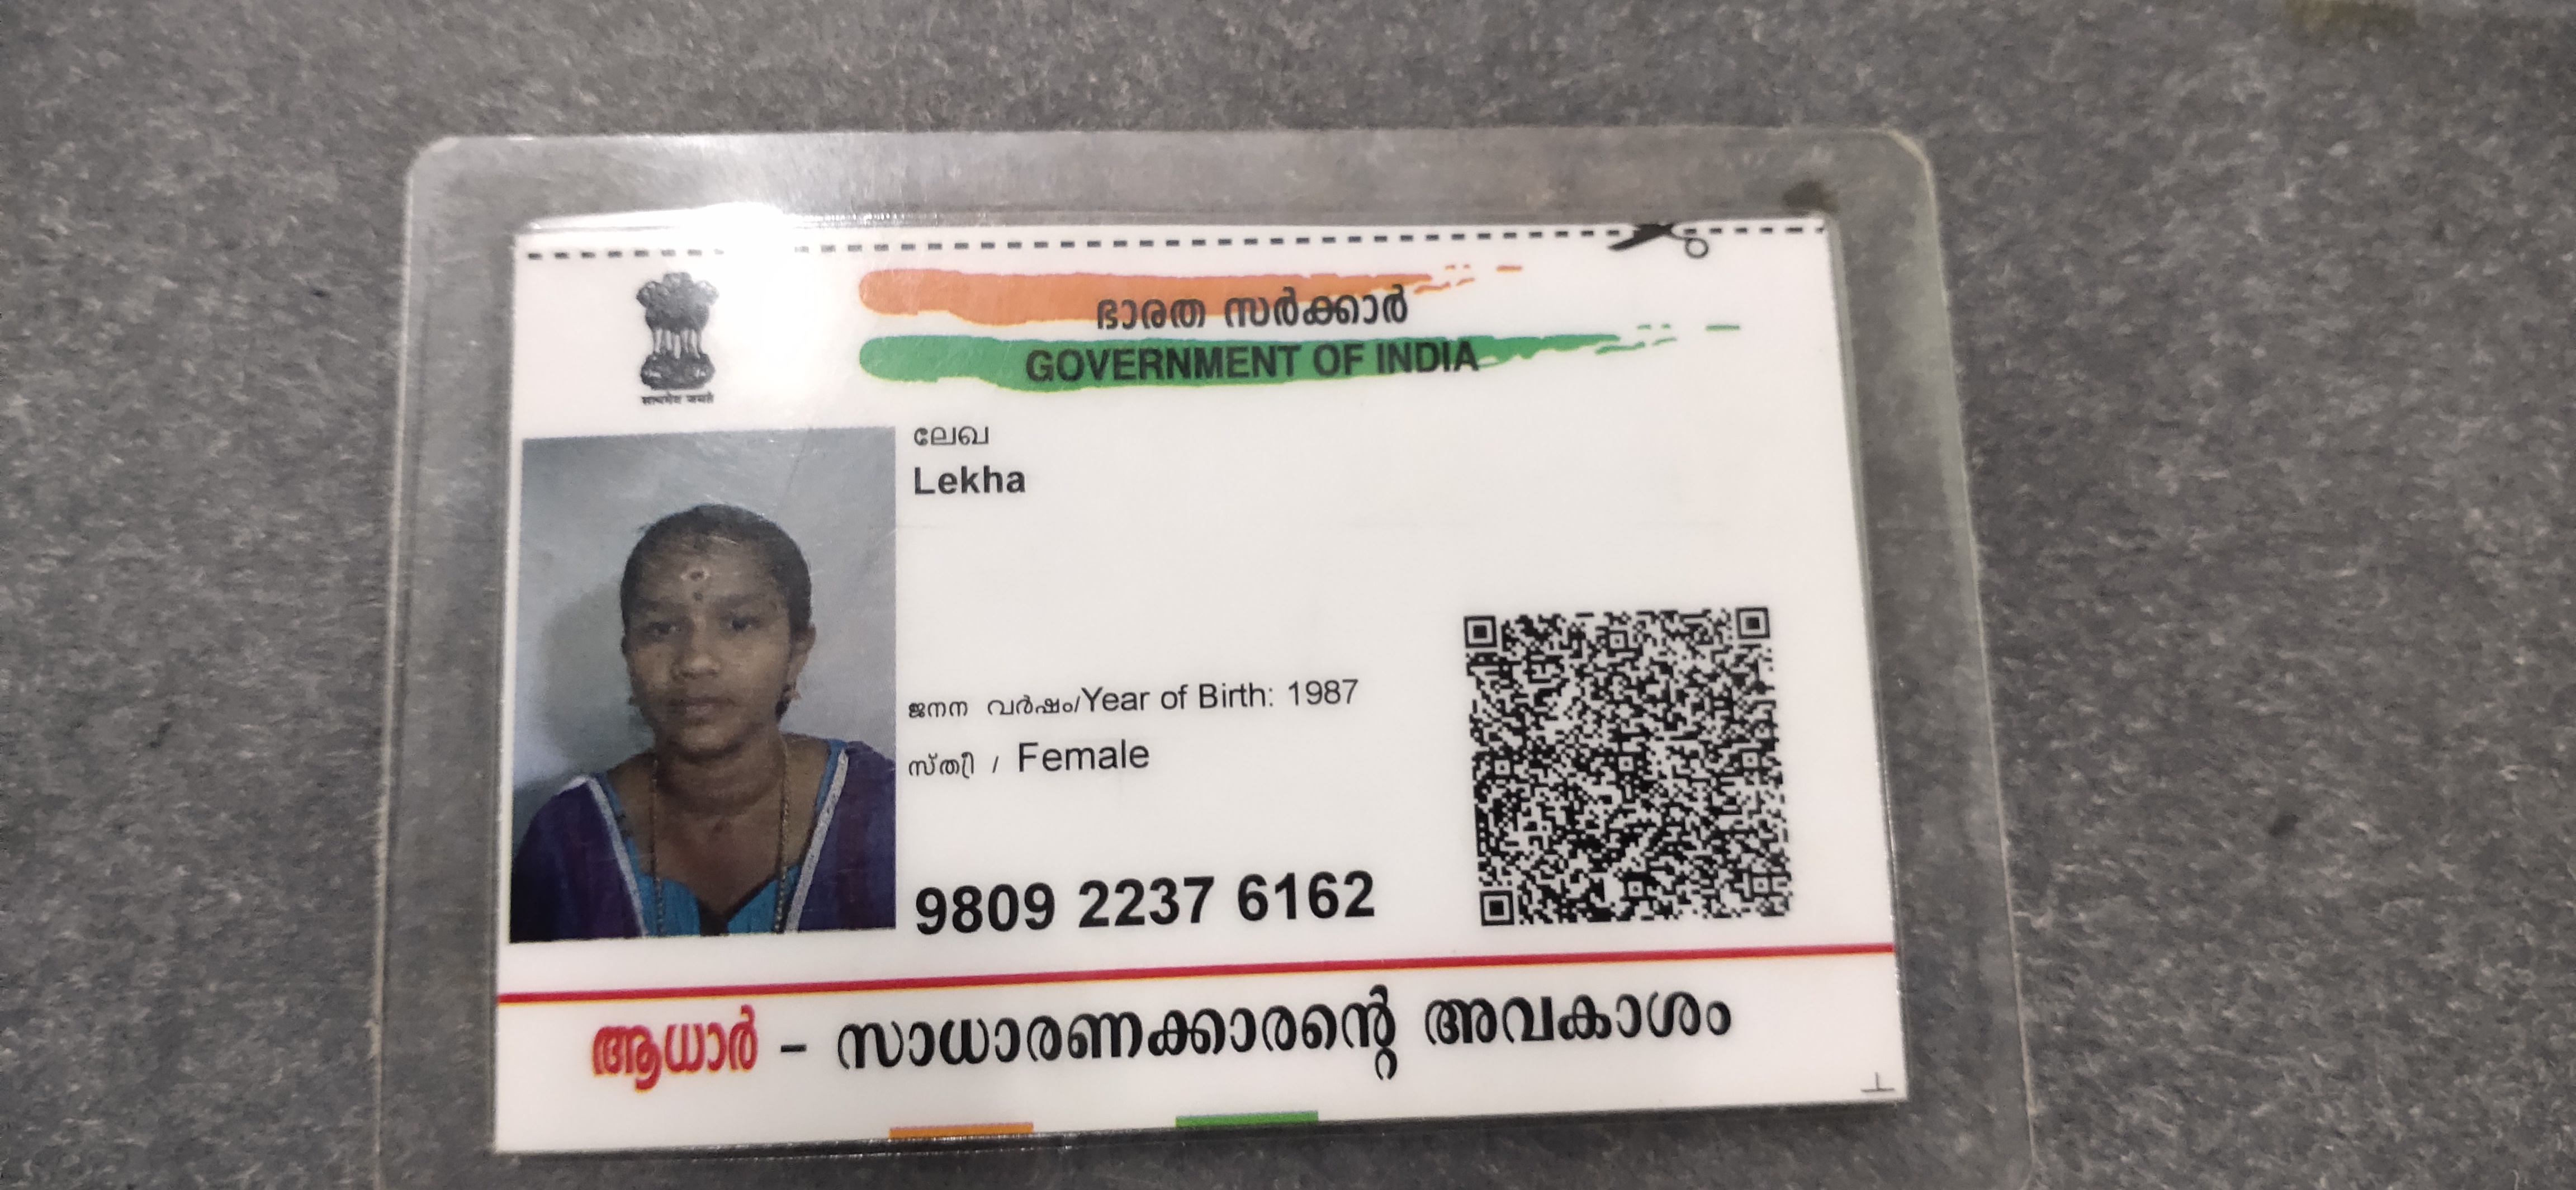 ഭാരത സർക്കാർ
GOVERNMENT OF INDIA
सत्यमेव जयते
ലേഖ
Lekha
ജനന വർഷം/Year of Birth: 1987
സ്ത്രീ / Female
9809 2237 6162
ആധാർ – സാധാരണക്കാരന്റെ അവകാശം